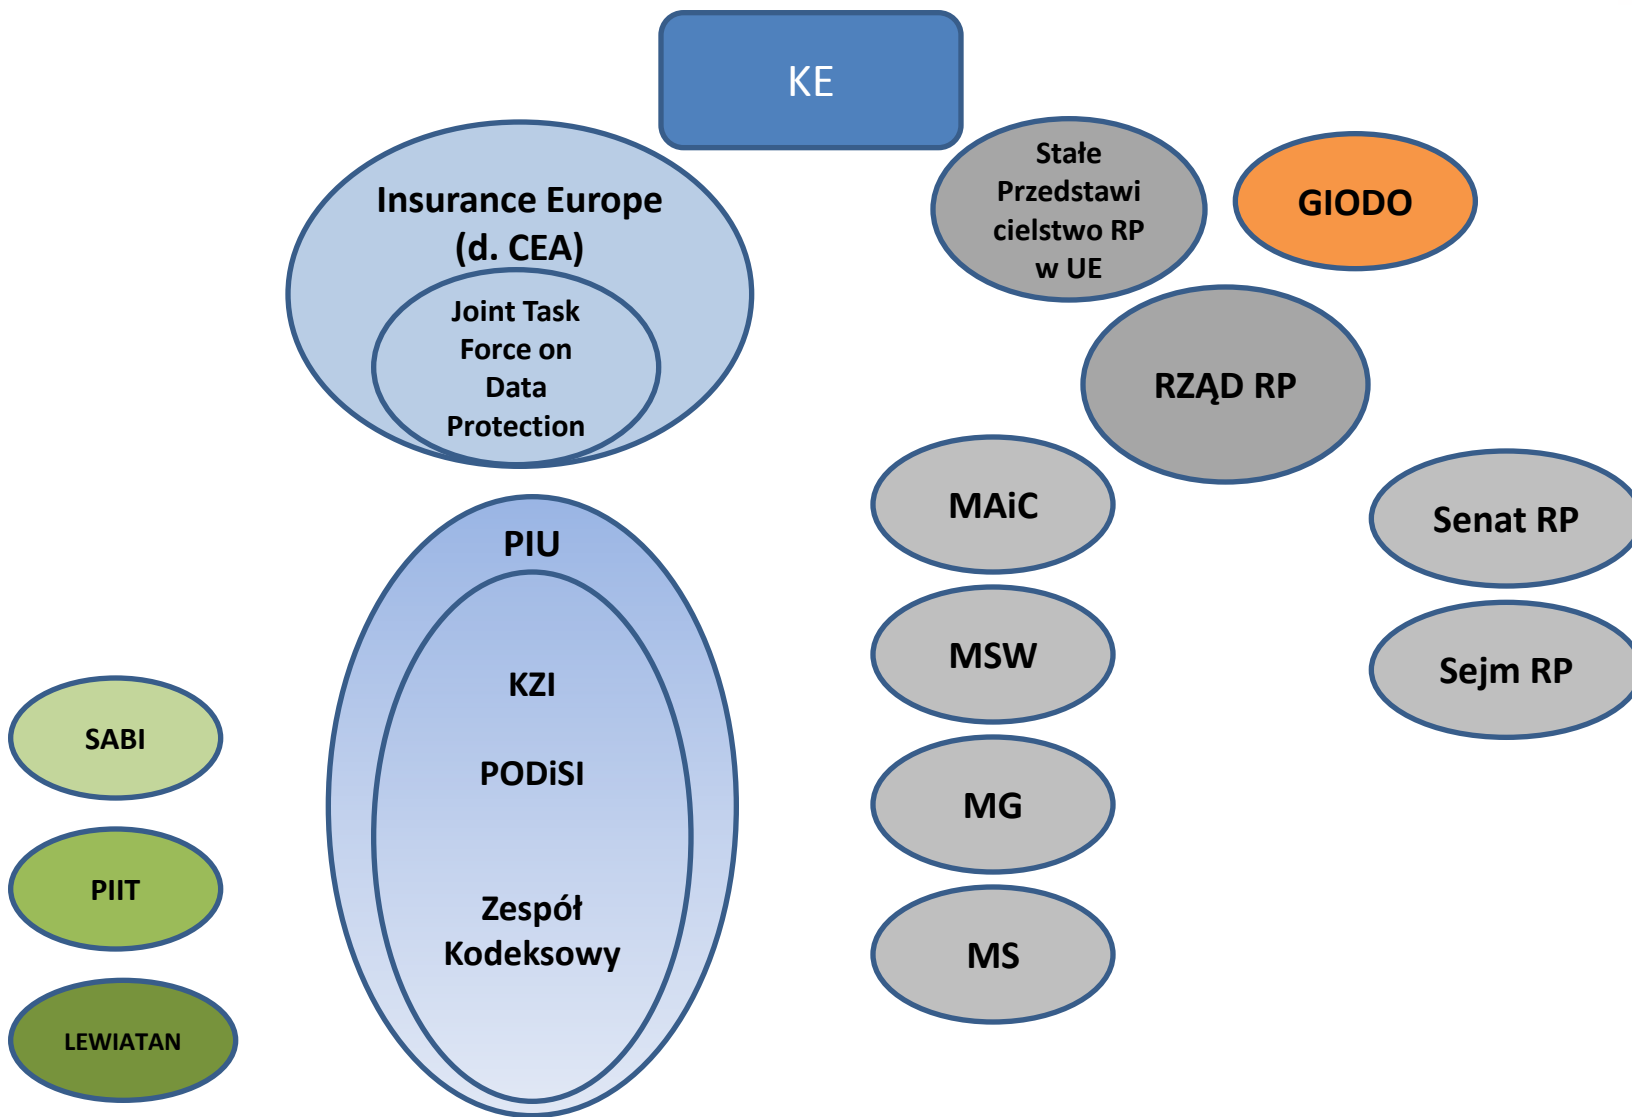 KE
Insurance Europe
(d. CEA)
Joint Task
Force on
Data
Protection
Stałe
Przedstawi
cielstwo RP
w UE
GIODO
RZĄD RP
MAiC
MSW
MG
MS
Senat RP
Sejm RP
PIU
KZI
PODiSI
Zespół
Kodeksowy
SABI
PIIT
LEWIATAN